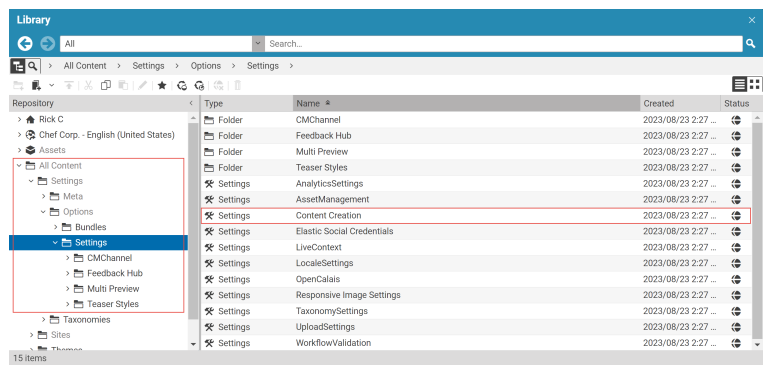 Library
All
Search...
All Content > Settings > Options > Settings >
Repository
Type Name Created Status
Rick C
Chef Corp. - English (United States)
Assets
All Content
Settings
Meta
Options
Bundles
Settings
CMChannel
Feedback Hub
Multi Preview
Teaser Styles
Taxonomies
Sites
Themes
Folder CMChannel 2023/08/23 2:27 ...
Folder Feedback Hub 2023/08/23 2:27 ...
Folder Multi Preview 2023/08/23 2:27 ...
Folder Teaser Styles 2023/08/23 2:27 ...
Settings AnalyticsSettings 2023/08/23 2:27 ...
Settings AssetManagement 2023/08/23 2:27 ...
Settings Content Creation 2023/08/23 2:27 ...
Settings Elastic Social Credentials 2023/08/23 2:27 ...
Settings LiveContext 2023/08/23 2:27 ...
Settings LocaleSettings 2023/08/23 2:27 ...
Settings OpenCalais 2023/08/23 2:27 ...
Settings Responsive Image Settings 2023/08/23 2:27 ...
Settings TaxonomySettings 2023/08/23 2:27 ...
Settings UploadSettings 2023/08/23 2:27 ...
Settings WorkflowValidation 2023/08/23 2:27 ...
15 items